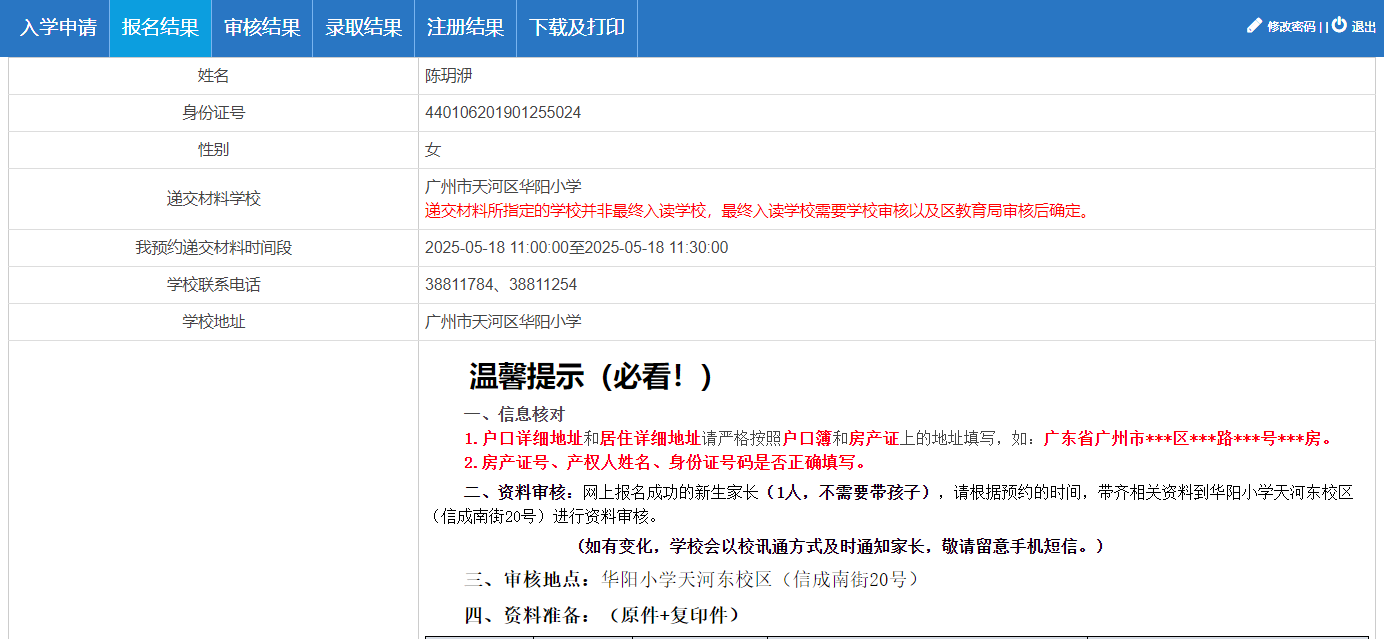 入学申请 报名结果 审核结果 录取结果 注册结果 下载及打印 修改密码 | | 退出
姓名 陈玥洢
身份证号 440106201901255024
性别 女
递交材料学校 广州市天河区华阳小学
递交材料所指定的学校并非最终入读学校，最终入读学校需要学校审核以及区教育局审核后确定。
我预约递交材料时间段 2025-05-18 11:00:00至2025-05-18 11:30:00
学校联系电话 38811784、38811254
学校地址 广州市天河区华阳小学
温馨提示（必看！）
一、信息核对
1.户口详细地址和居住详细地址请严格按照户口簿和房产证上的地址填写，如：广东省广州市***区***路***号***房。
2.房产证号、产权人姓名、身份证号码是否正确填写。
二、资料审核：网上报名成功的新生家长（1人，不需要带孩子），请根据预约的时间，带齐相关资料到华阳小学天河东校区
（信成南街20号）进行资料审核。
（如有变化，学校会以校讯通方式及时通知家长，敬请留意手机短信。）
三、审核地点：华阳小学天河东校区（信成南街20号）
四、资料准备：（原件+复印件）